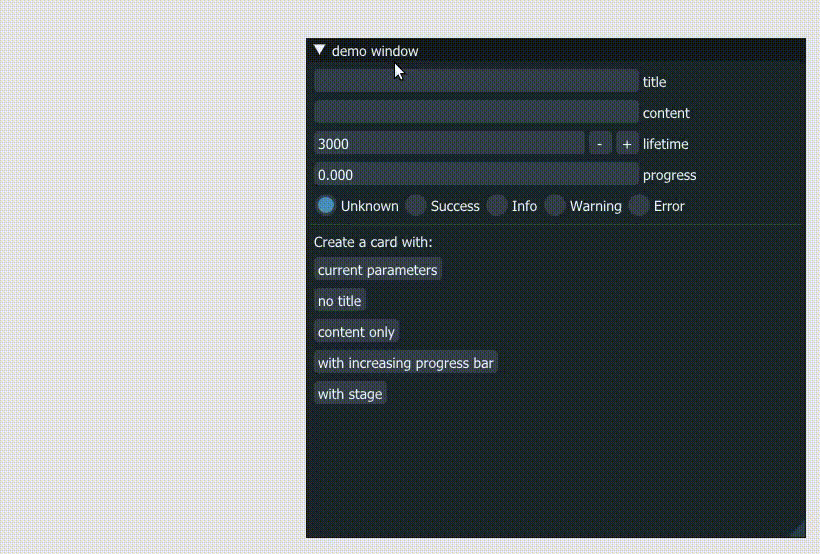 demo window
title
content
3000 - + lifetime
0.000 progress
Unknown Success Info Warning Error
Create a card with:
current parameters
no title
content only
with increasing progress bar
with stage